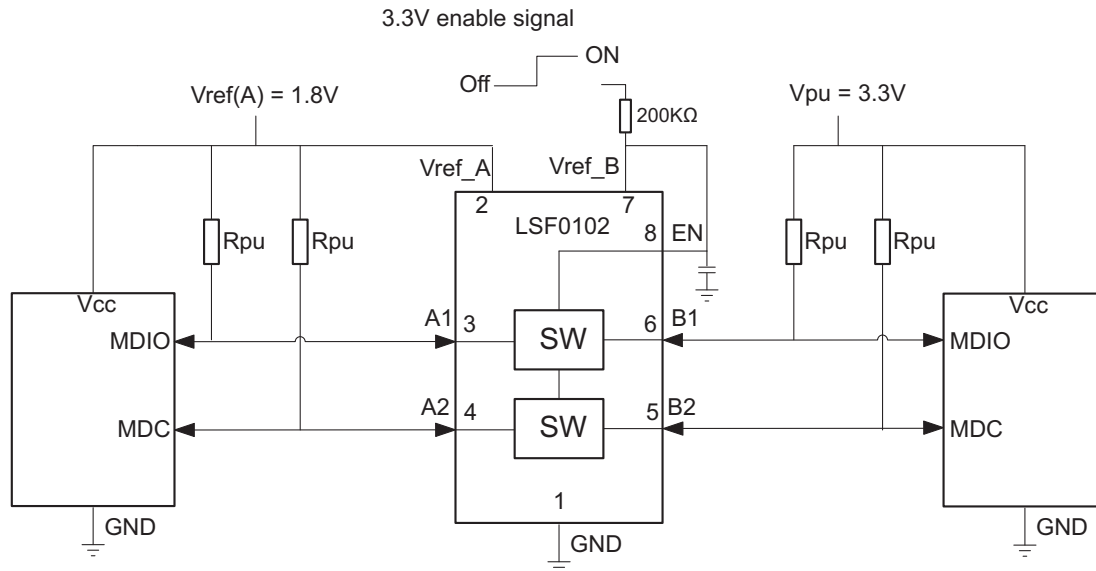 3.3V enable signal
ON
Off
Vref(A) = 1.8V
Vpu = 3.3V
200KΩ
Vref_A
Vref_B
2
7
LSF0102
8
EN
Rpu
Rpu
Rpu
Rpu
Vcc
Vcc
A1
3
SW
6
B1
MDIO
MDIO
A2
4
SW
5
B2
MDC
MDC
1
GND
GND
GND